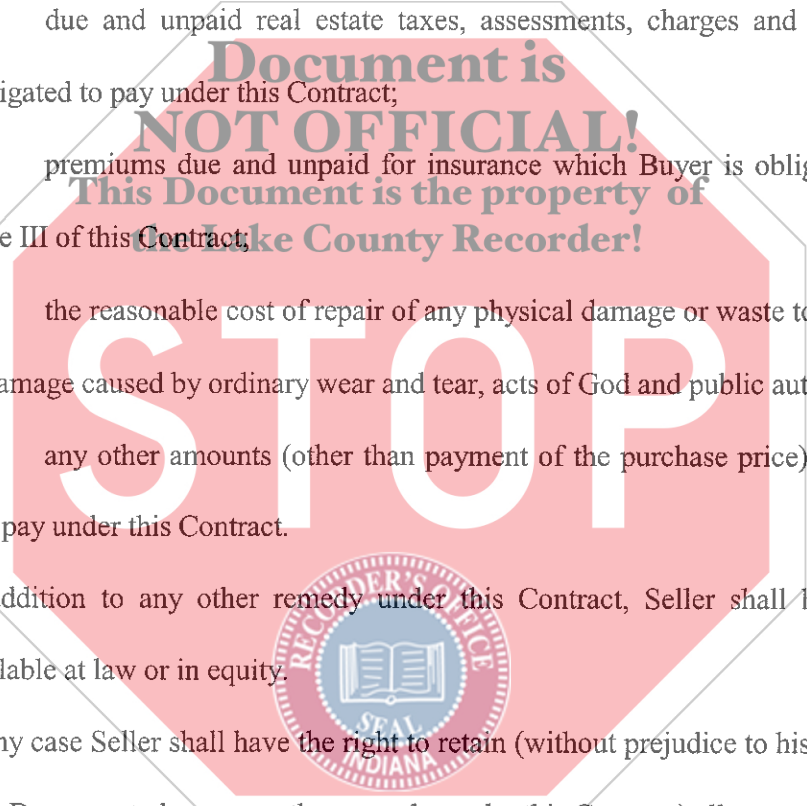 due and unpaid real estate taxes, assessments, charges and
Document is
igated to pay under this Contract;
NOT OFFICIAL!
premiums due and unpaid for insurance which Buyer is oblig
This Document is the property of
e III of this Contract;
the Lake County Recorder!
the reasonable cost of repair of any physical damage or waste to
STOP
amage caused by ordinary wear and tear, acts of God and public aut
any other amounts (other than payment of the purchase price)
pay under this Contract.
ddition to any other remedy under this Contract, Seller shall h
RECORDER'S OFFICE
lable at law or in equity.
SEAL
INDIANA
ny case Seller shall have the right to retain (without prejudice to his